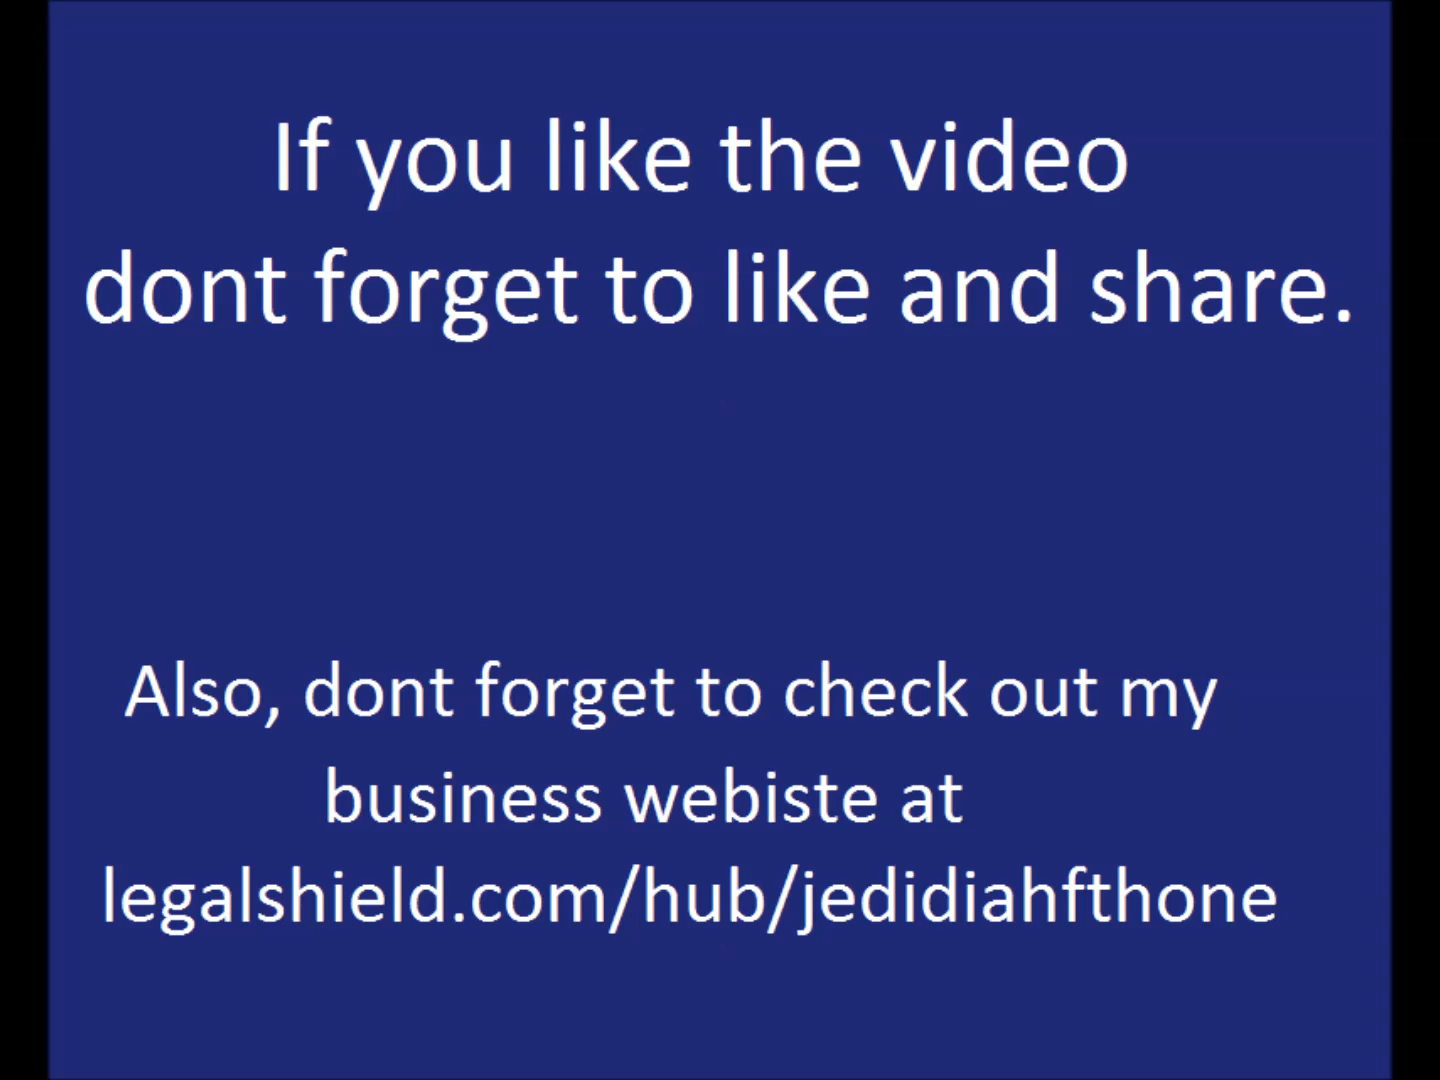 If you like the video
dont forget to like and share.
Also, dont forget to check out my
business webiste at
legalshield.com/hub/jedidiahfthone